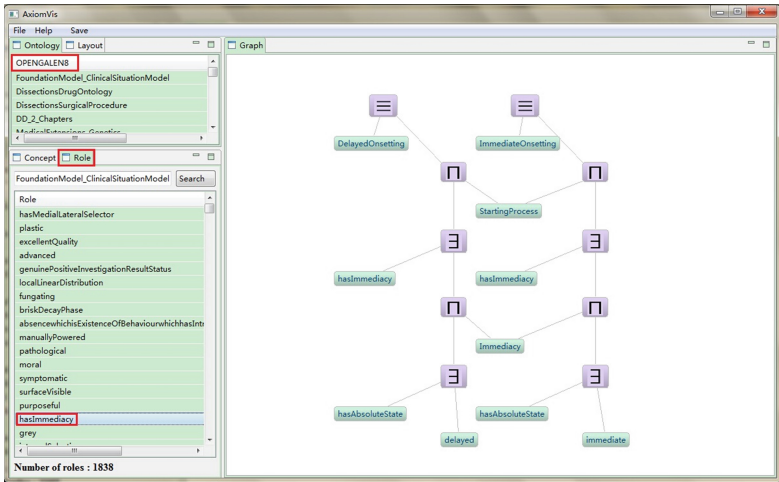 AxiomVis
File Help Save
Ontology Layout
OPENGALEN8
FoundationModel_ClinicalSituationModel
DissectionsDrugOntology
DissectionsSurgicalProcedure
DD_2_Chapters
MedicalExtensions_Genetics
Concept Role
FoundationModel_ClinicalSituationModel Search
Role
hasMedialLateralSelector
plastic
excellentQuality
advanced
genuinePositiveInvestigationResultStatus
localLinearDistribution
fungating
briskDecayPhase
absencewhichisExistenceOfBehaviourwhichhasIntr
manuallyPowered
pathological
moral
symptomatic
surfaceVisible
purposeful
hasImmediacy
grey
Number of roles : 1838
Graph
≡ ≡
DelayedOnsetting ImmediateOnsetting
⊓ ⊓
StartingProcess
∃ ∃
hasImmediacy hasImmediacy
⊓ ⊓
Immediacy
∃ ∃
hasAbsoluteState hasAbsoluteState
delayed immediate